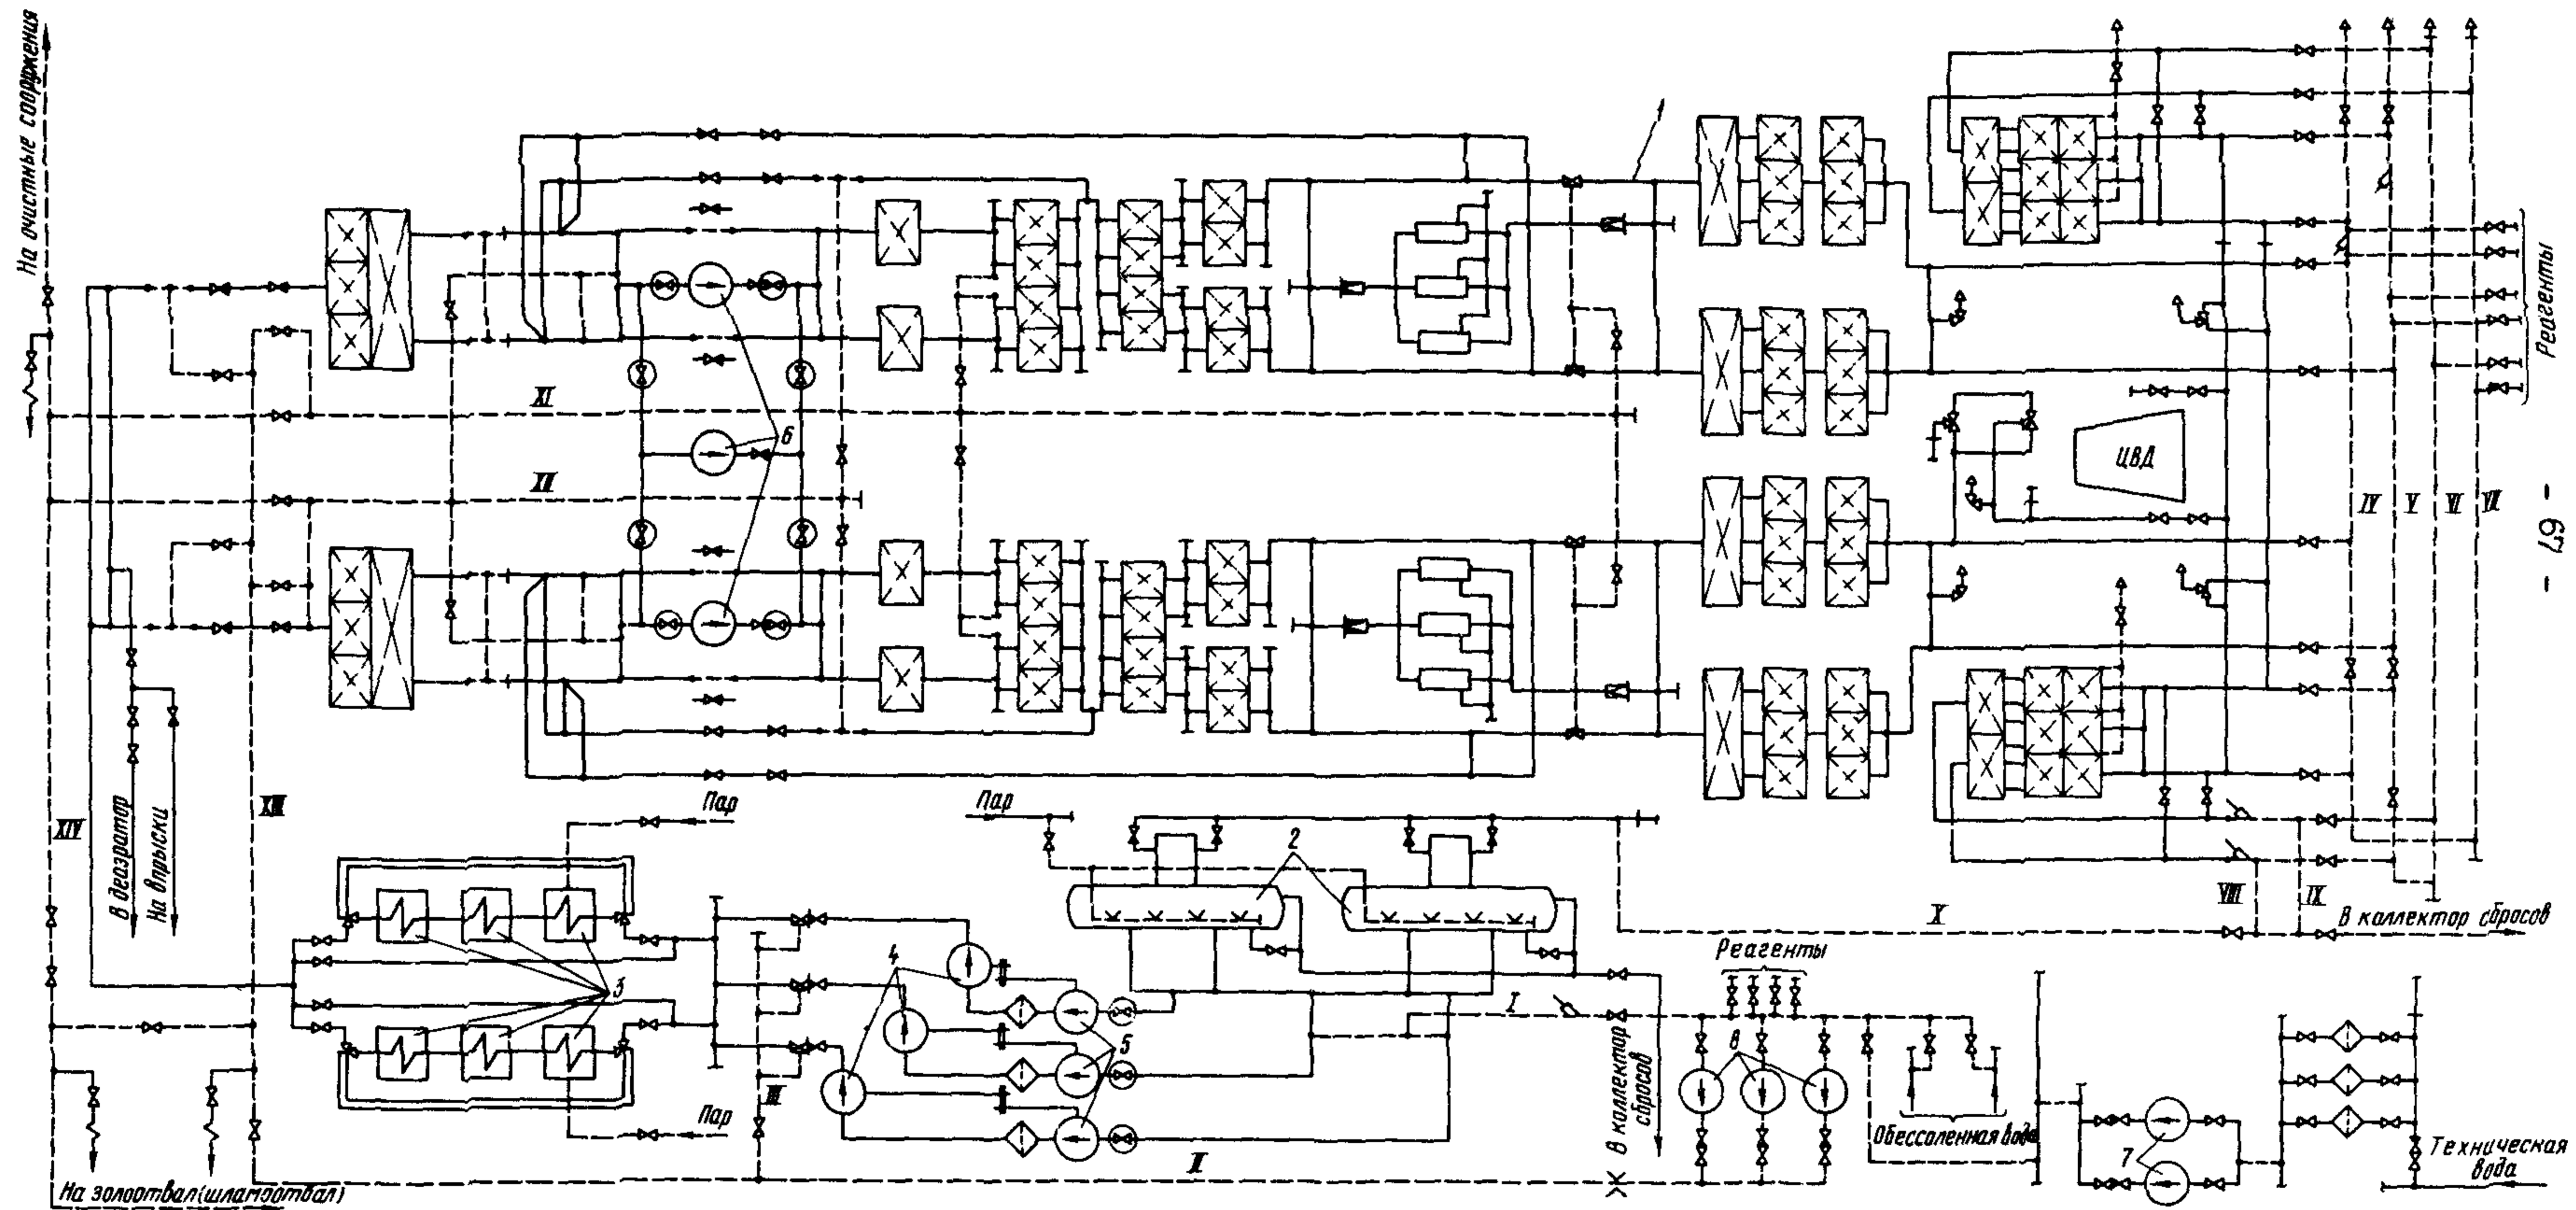 На очистные сооружения
XI
6
XII
ЦВД
IV
V
VI
VII
Реагенты
- 67 -
XIV
В деаэратор
На впрыски
XIII
Пар
Пар
2
3
4
5
VIII
IX
X
В коллектор сбросов
Реагенты
I
В коллектор
сбросов
8
Обессоленная вода
7
Техническая
вода
Пар
III
II
На золоотвал (шламоотвал)